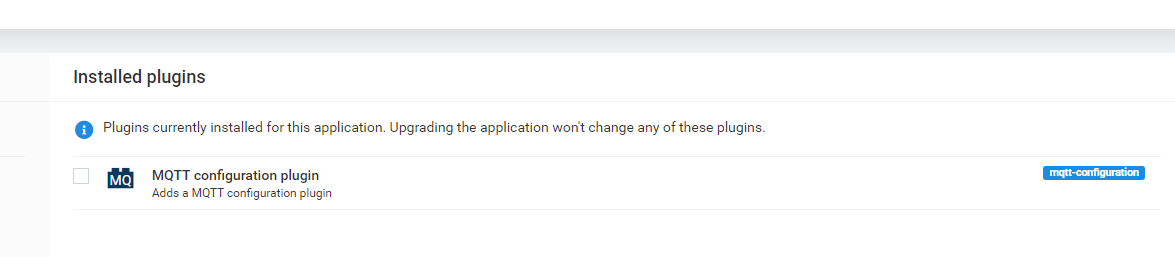 Installed plugins
Plugins currently installed for this application. Upgrading the application won't change any of these plugins.
MQ
MQTT configuration plugin
mqtt-configuration
Adds a MQTT configuration plugin